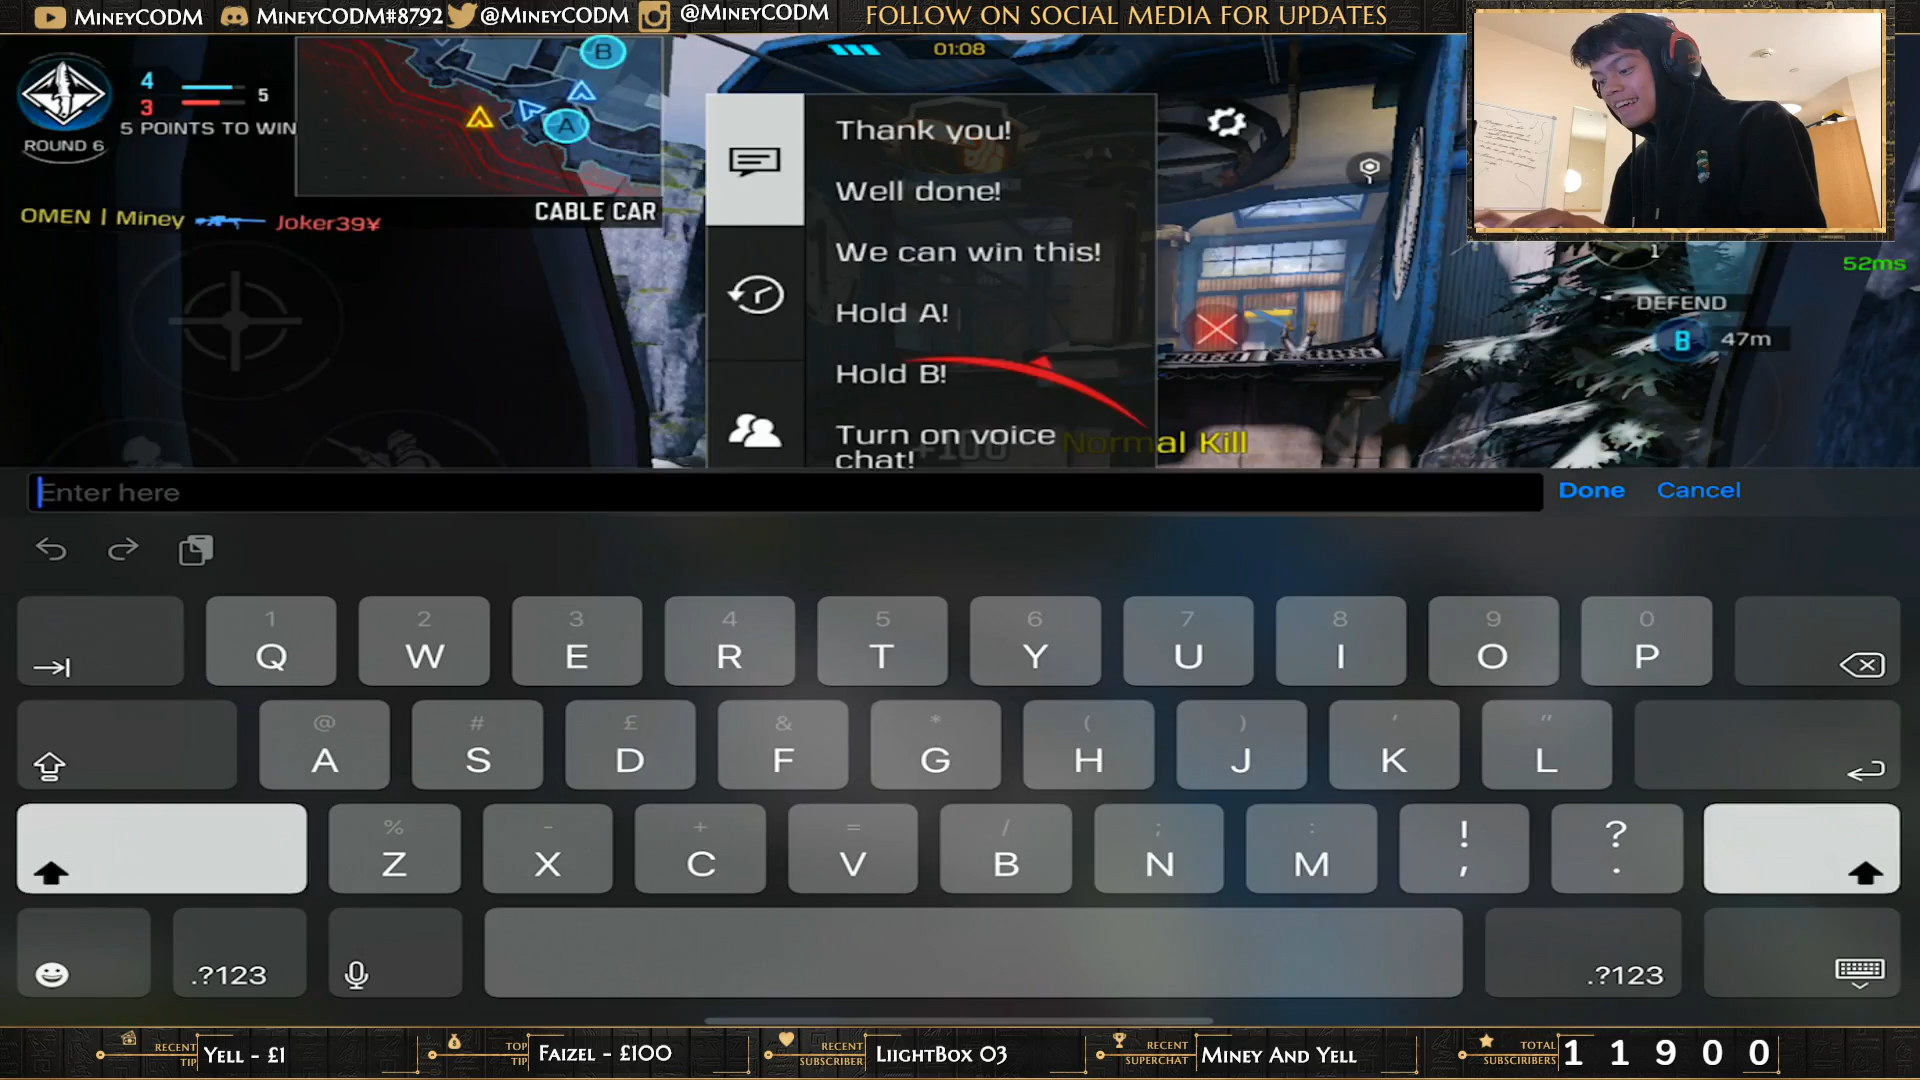 MineyCODM MineyCODM#8792 @MineyCODM @MineyCODM FOLLOW ON SOCIAL MEDIA FOR UPDATES
4
3
5
5 POINTS TO WIN
ROUND 6
B
A
CABLE CAR
01:08
OMEN | Miney Joker39¥
Thank you!
Well done!
We can win this!
Hold A!
Hold B!
Turn on voice
chat!
+100
Normal Kill
1
52ms
DEFEND
B 47m
Enter here Done Cancel
1 2 3 4 5 6 7 8 9 0
Q W E R T Y U I O P
@ # £ & * ( ) ' "
A S D F G H J K L
% - + = / ; : ! ?
Z X C V B N M , .
.?123 .?123
RECENT TIP Yell - £1
TOP TIP Faizel - £100
RECENT SUBSCRIBER LiightBox 03
RECENT SUPERCHAT Miney And Yell
TOTAL SUBSCRIBERS 11900